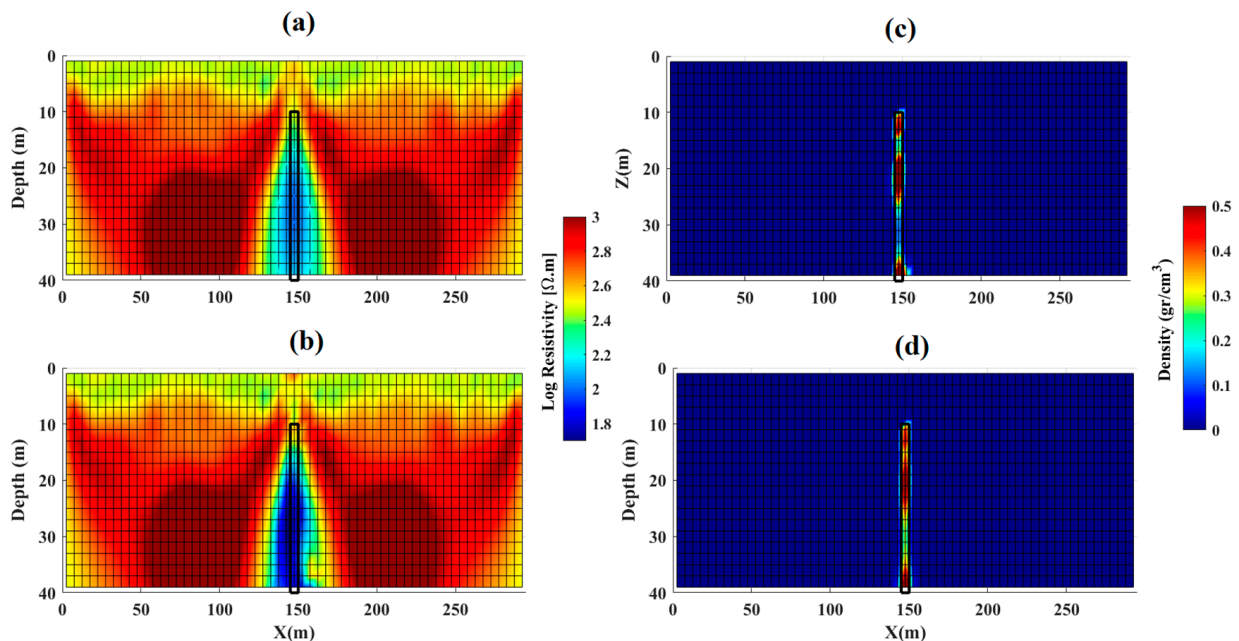 (a)
0
10
20
30
40
Depth (m)
0 50 100 150 200 250
(c)
0
10
20
30
40
Z(m)
0 50 100 150 200 250
Log Resistivity [Ω.m]
3
2.8
2.6
2.4
2.2
2
1.8
Density (gr/cm³)
0.5
0.4
0.3
0.2
0.1
0
(b)
0
10
20
30
40
Depth (m)
0 50 100 150 200 250
X(m)
(d)
0
10
20
30
40
Depth (m)
0 50 100 150 200 250
X(m)